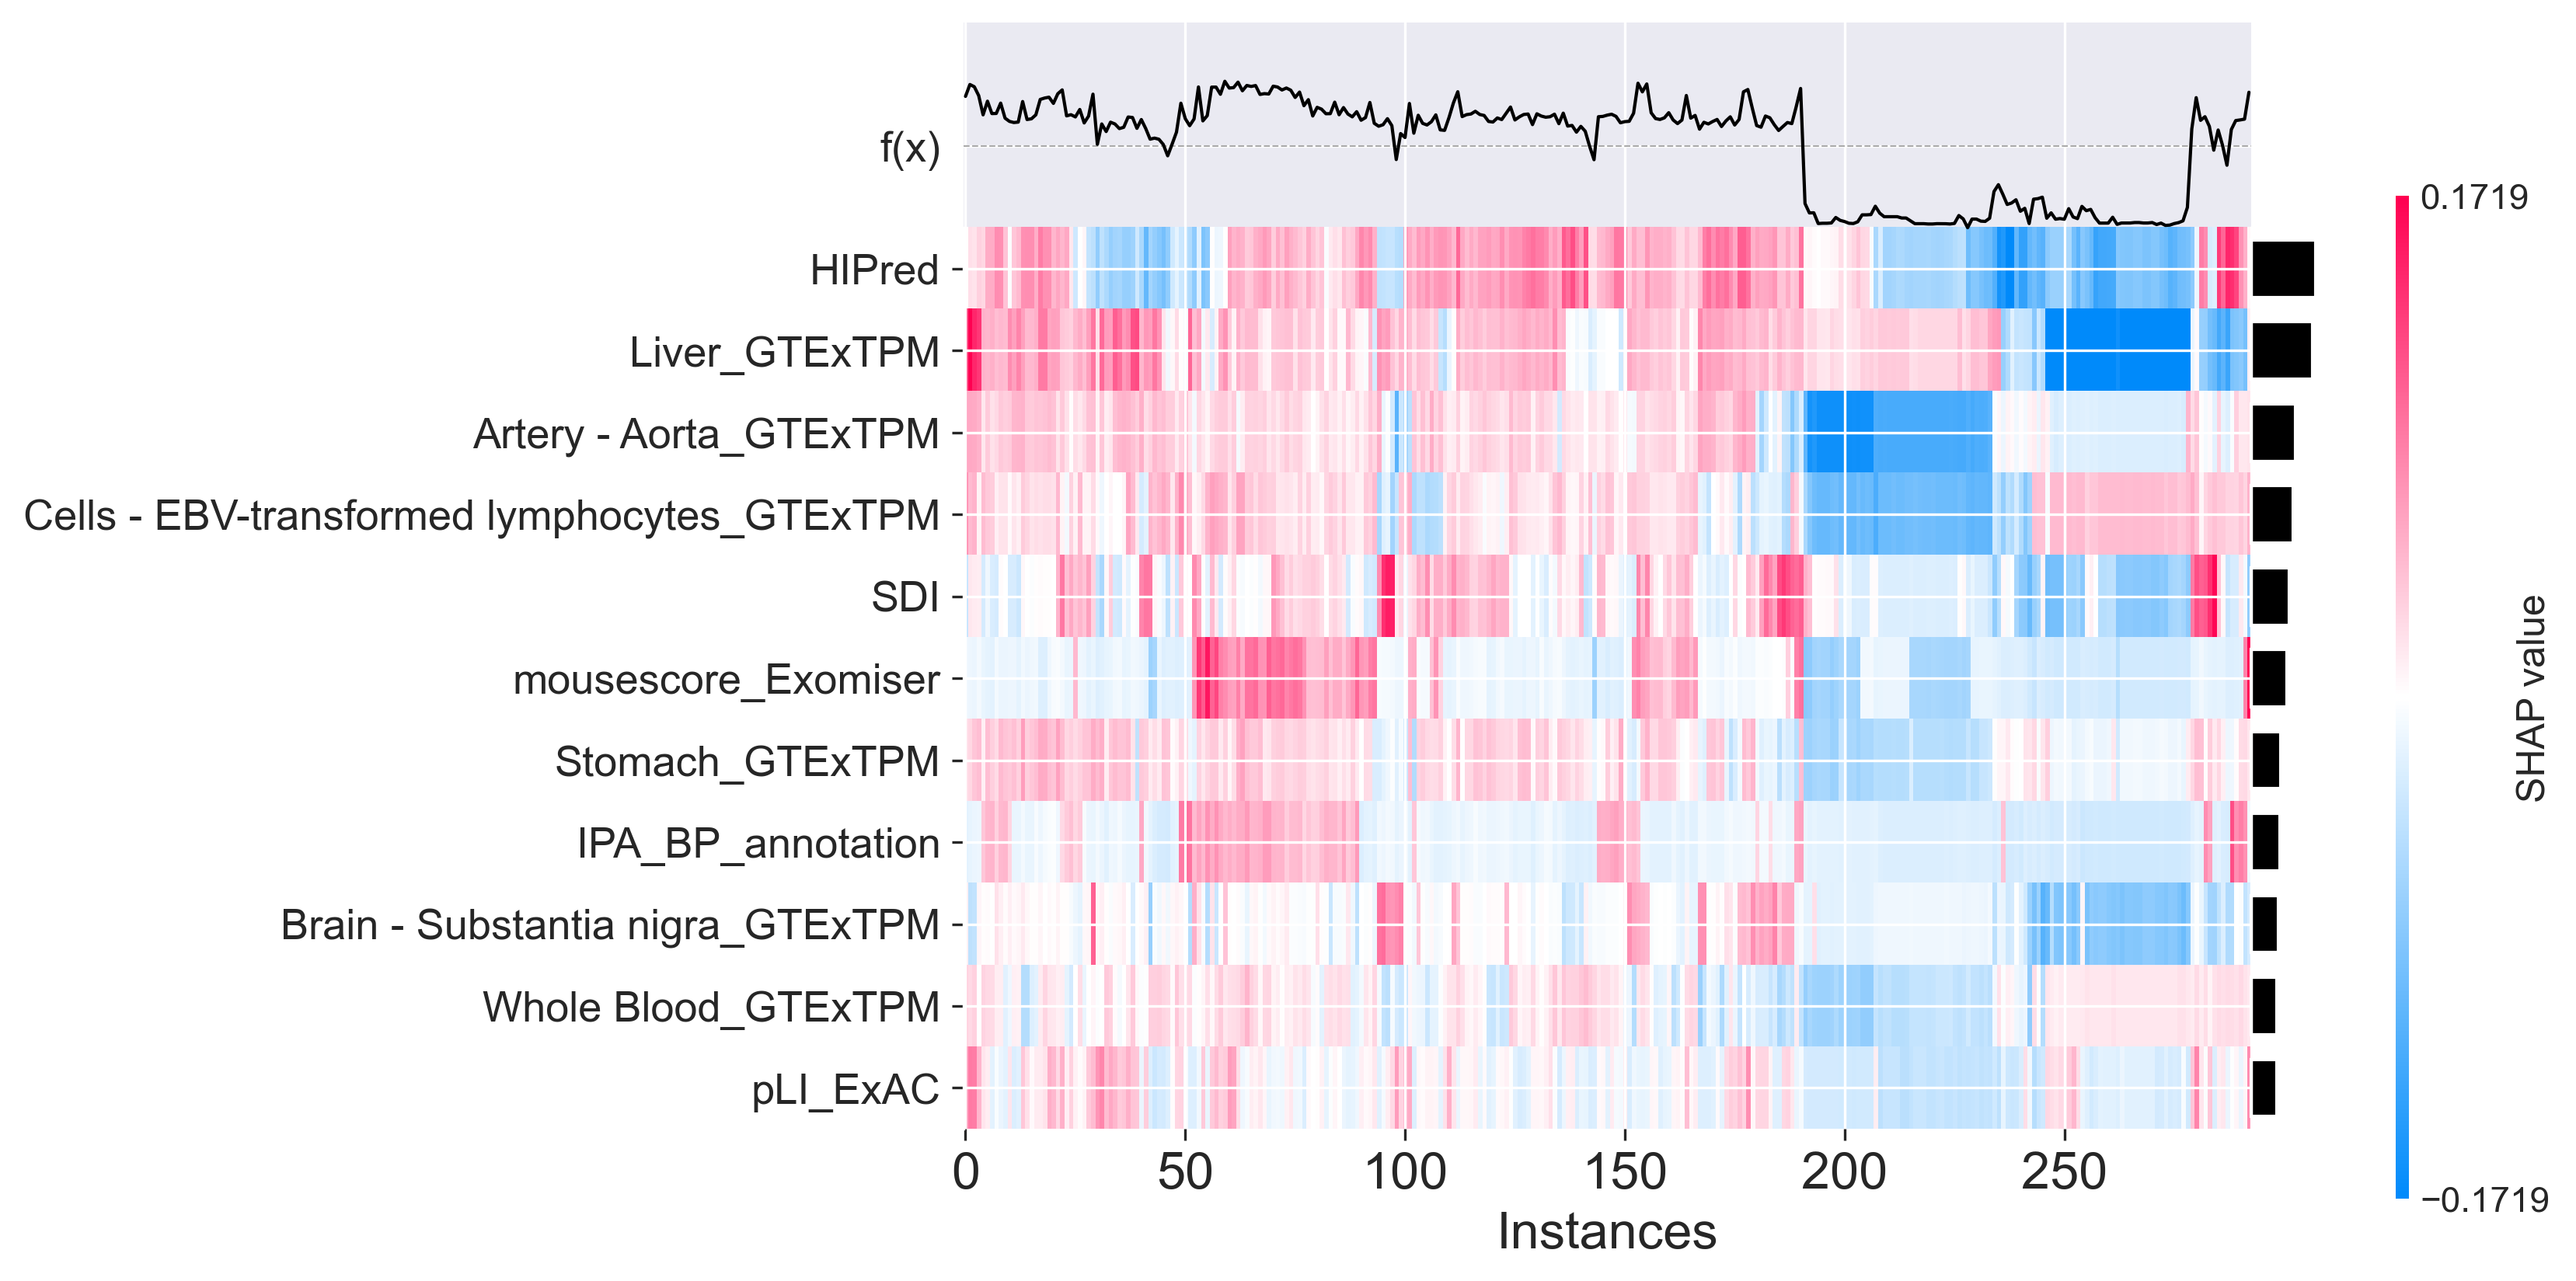 f(x)
HIPred
Liver_GTExTPM
Artery - Aorta_GTExTPM
Cells - EBV-transformed lymphocytes_GTExTPM
SDI
mousescore_Exomiser
Stomach_GTExTPM
IPA_BP_annotation
Brain - Substantia nigra_GTExTPM
Whole Blood_GTExTPM
pLI_ExAC
0 50 100 150 200 250
Instances
0.1719
SHAP value
−0.1719